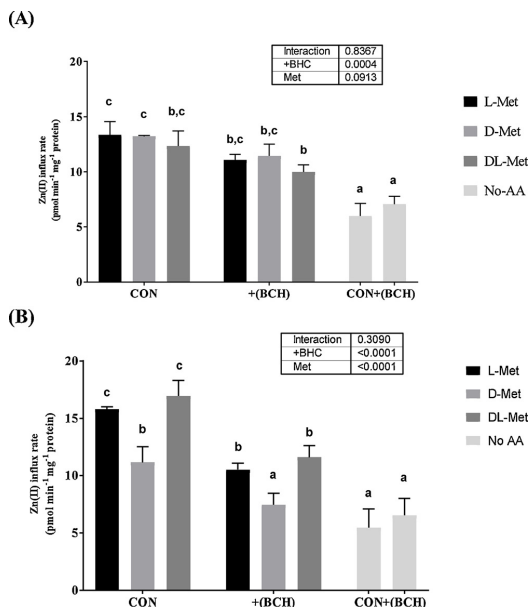 (A)
Interaction 0.8367
+BHC 0.0004
Met 0.0913
20
15
10
5
0
Zn(II) influx rate
(pmol min⁻¹ mg⁻¹ protein)
c c b,c
b,c b,c b
a a
CON +(BCH) CON+(BCH)
L-Met
D-Met
DL-Met
No-AA
(B)
Interaction 0.3090
+BHC <0.0001
Met <0.0001
20
15
10
5
0
Zn(II) influx rate
(pmol min⁻¹ mg⁻¹ protein)
c b c
b a b
a a
CON +(BCH) CON+(BCH)
L-Met
D-Met
DL-Met
No AA